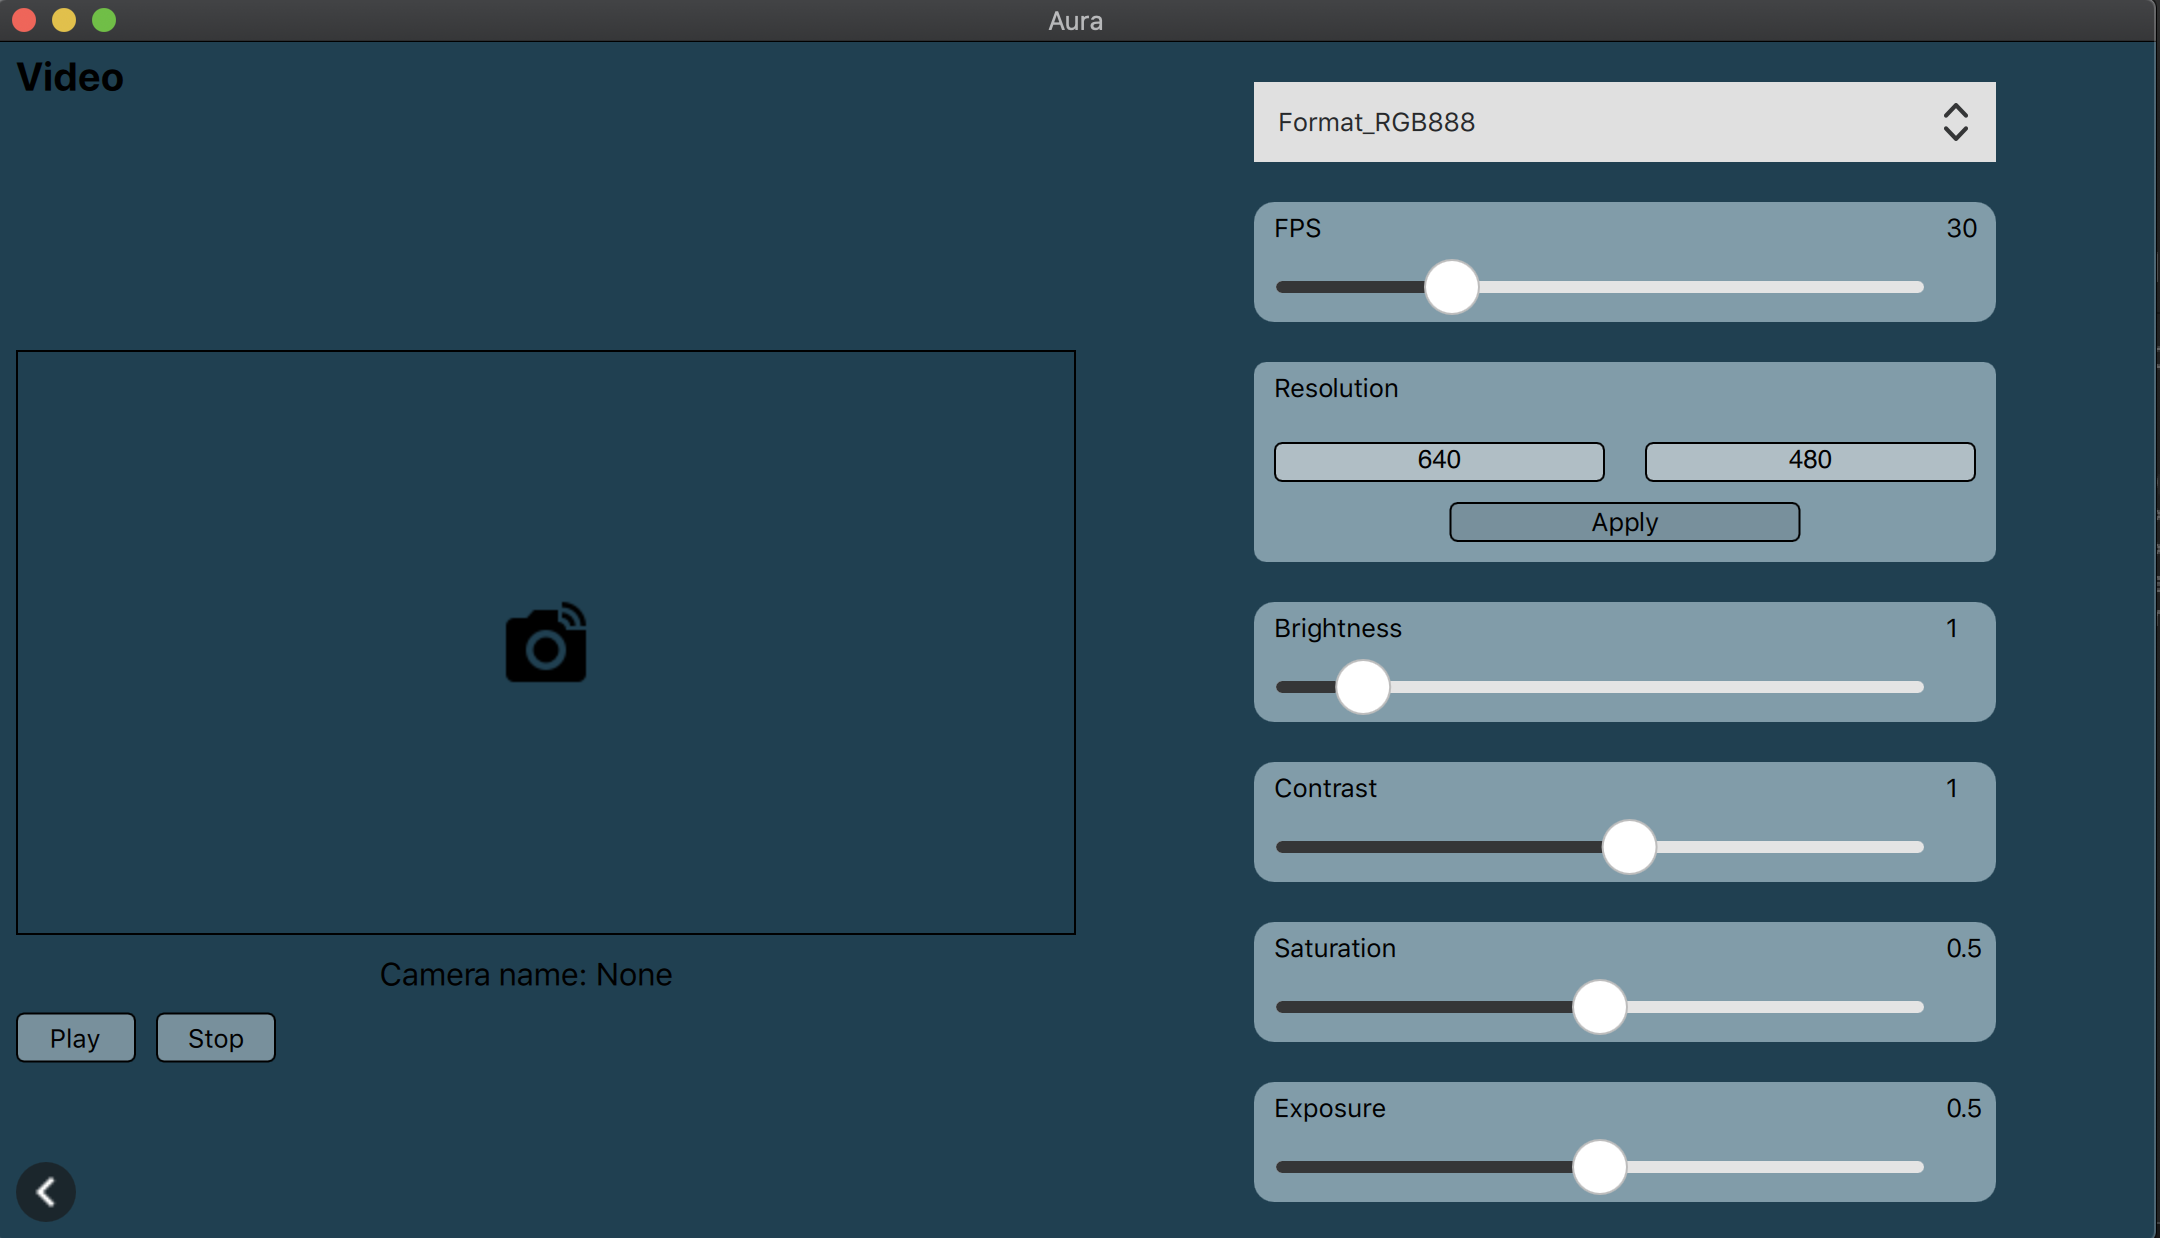 Aura
Video
Format_RGB888
FPS 30
Resolution
640 480
Apply
Brightness 1
Contrast 1
Saturation 0.5
Exposure 0.5
Camera name: None
Play Stop